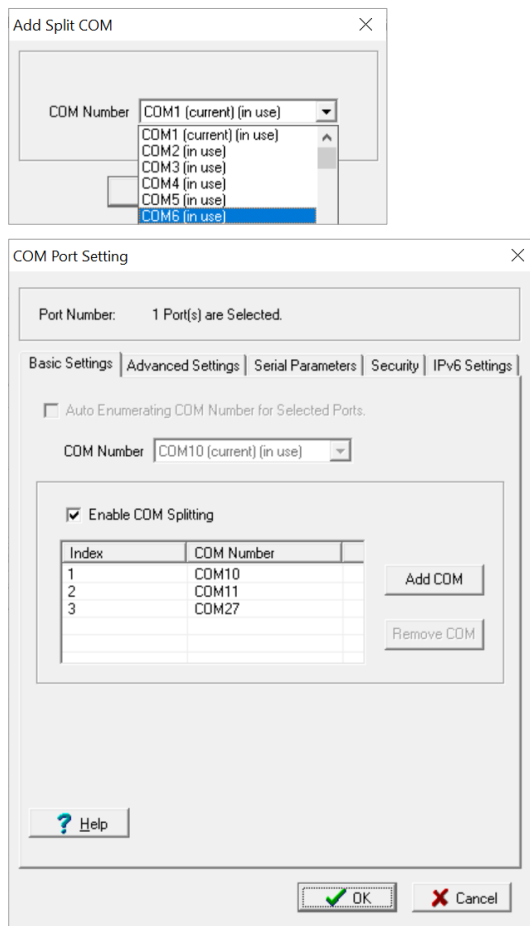 Add Split COM
COM Number COM1 (current) (in use)
COM1 (current) (in use)
COM2 (in use)
COM3 (in use)
COM4 (in use)
COM5 (in use)
COM6 (in use)
COM Port Setting
Port Number: 1 Port(s) are Selected.
Basic Settings Advanced Settings Serial Parameters Security IPv6 Settings
Auto Enumerating COM Number for Selected Ports.
COM Number COM10 (current) (in use)
Enable COM Splitting
Index COM Number
1 COM10
2 COM11
3 COM27
Add COM
Remove COM
? Help
OK Cancel